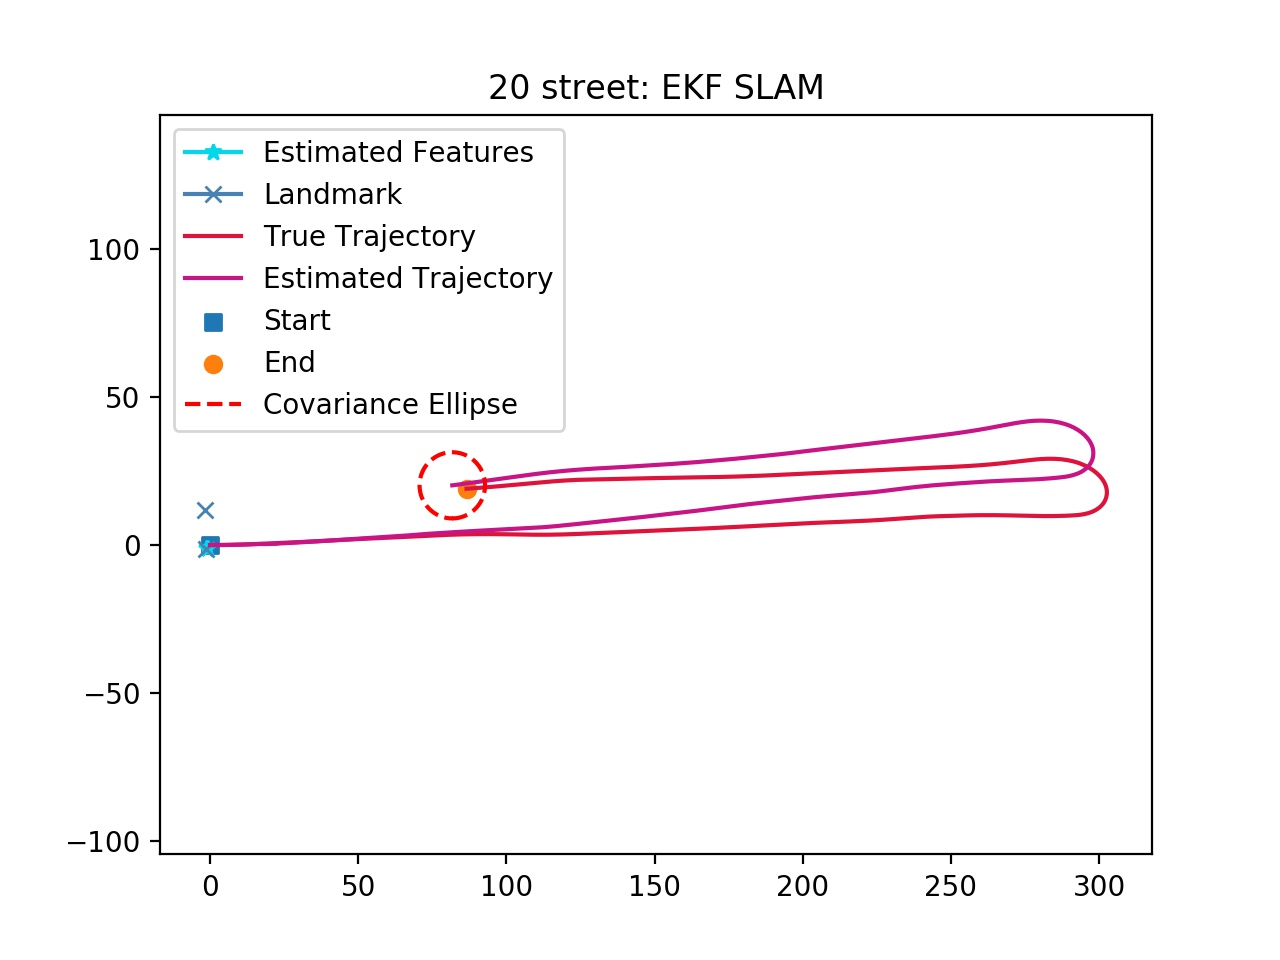 20 street: EKF SLAM
Estimated Features
Landmark
True Trajectory
Estimated Trajectory
Start
End
Covariance Ellipse
100
50
0
−50
−100
0 50 100 150 200 250 300